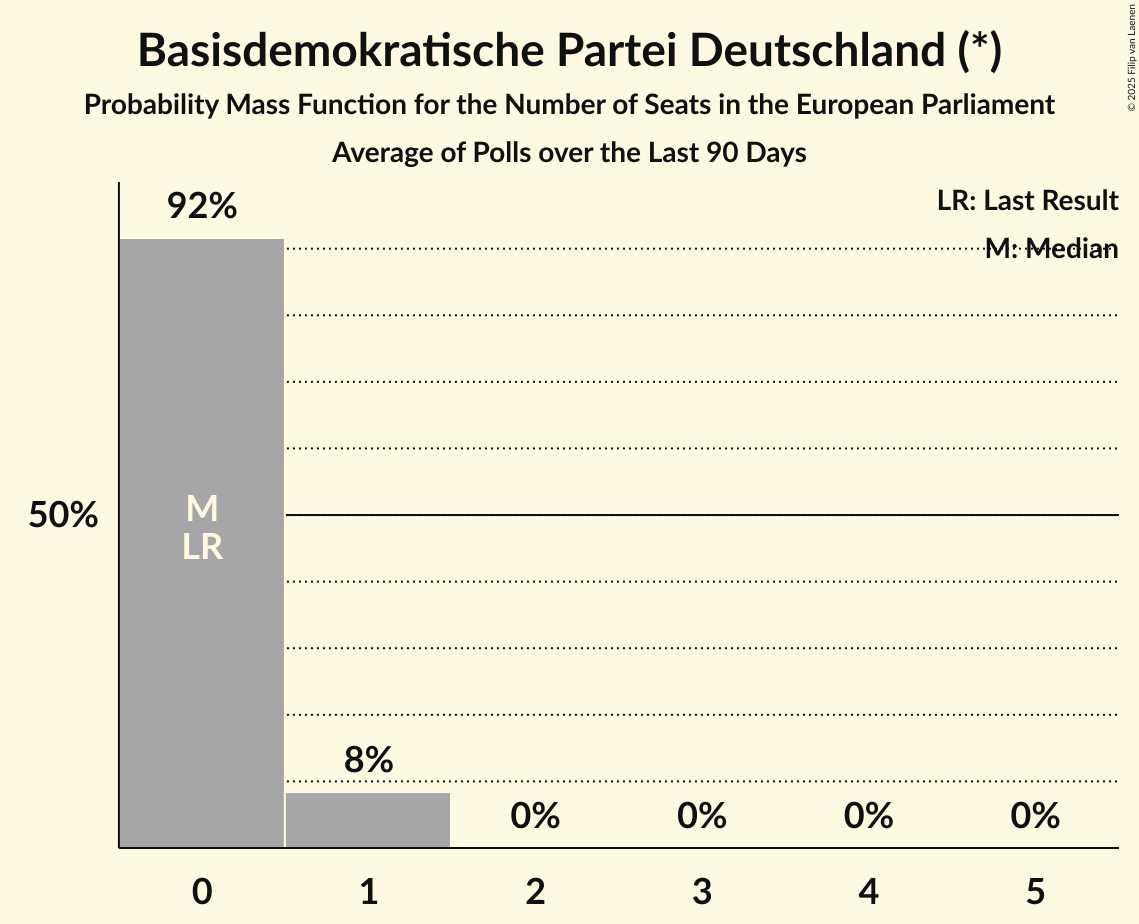 Basisdemokratische Partei Deutschland (*)
Probability Mass Function for the Number of Seats in the European Parliament
Average of Polls over the Last 90 Days
© 2025 Filip van Laenen
LR: Last Result
M: Median
92%
50%
M
LR
8%
0%
0%
0%
0%
0
1
2
3
4
5